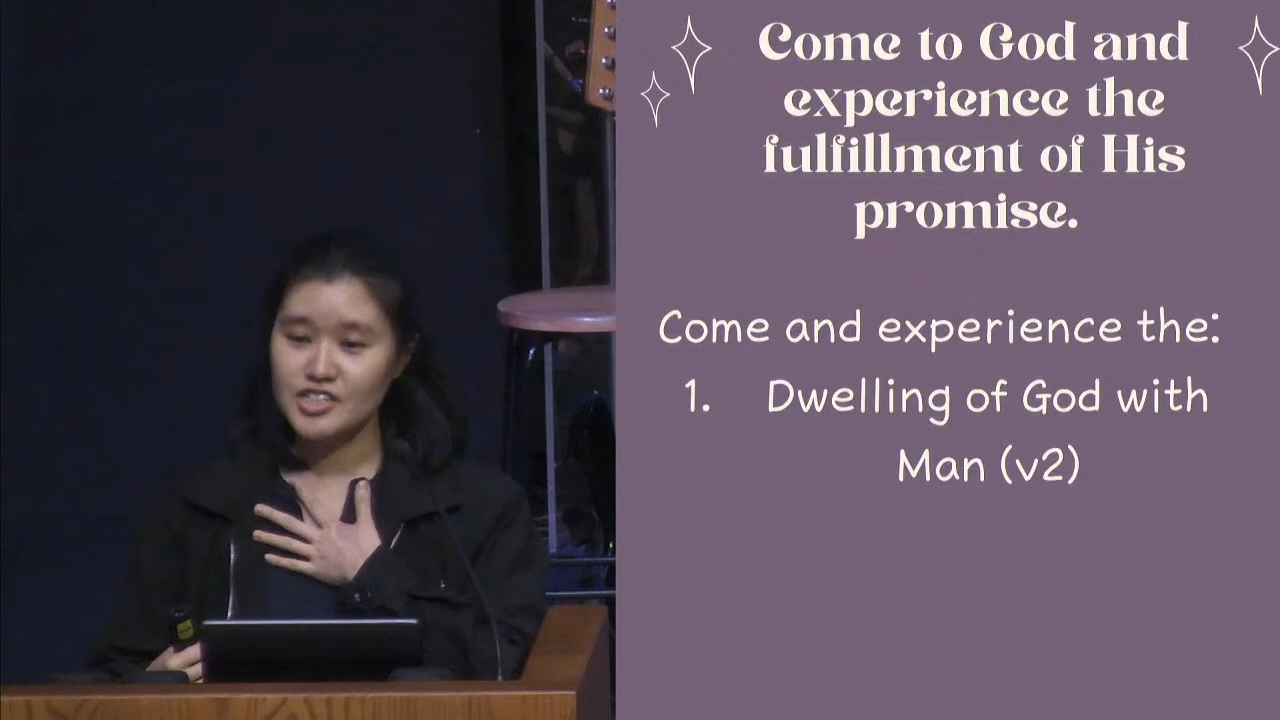 Come to God and
experience the
fulfillment of His
promise.
Come and experience the:
1. Dwelling of God with
Man (v2)